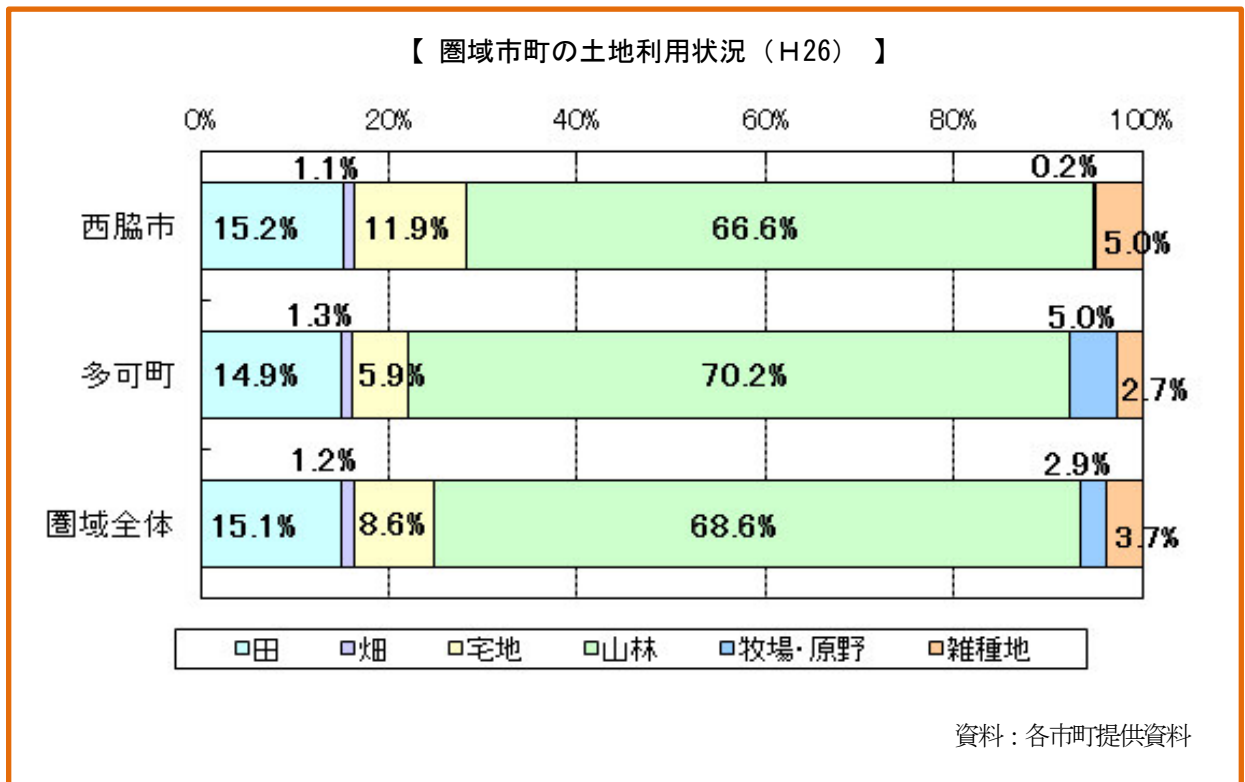 【 圏域市町の土地利用状況（Ｈ26） 】
0% 20% 40% 60% 80% 100%
1.1% 0.2%
西脇市 15.2% 11.9% 66.6% 5.0%
1.3% 5.0%
多可町 14.9% 5.9% 70.2% 2.7%
1.2% 2.9%
圏域全体 15.1% 8.6% 68.6% 3.7%
田 畑 宅地 山林 牧場・原野 雑種地
資料：各市町提供資料